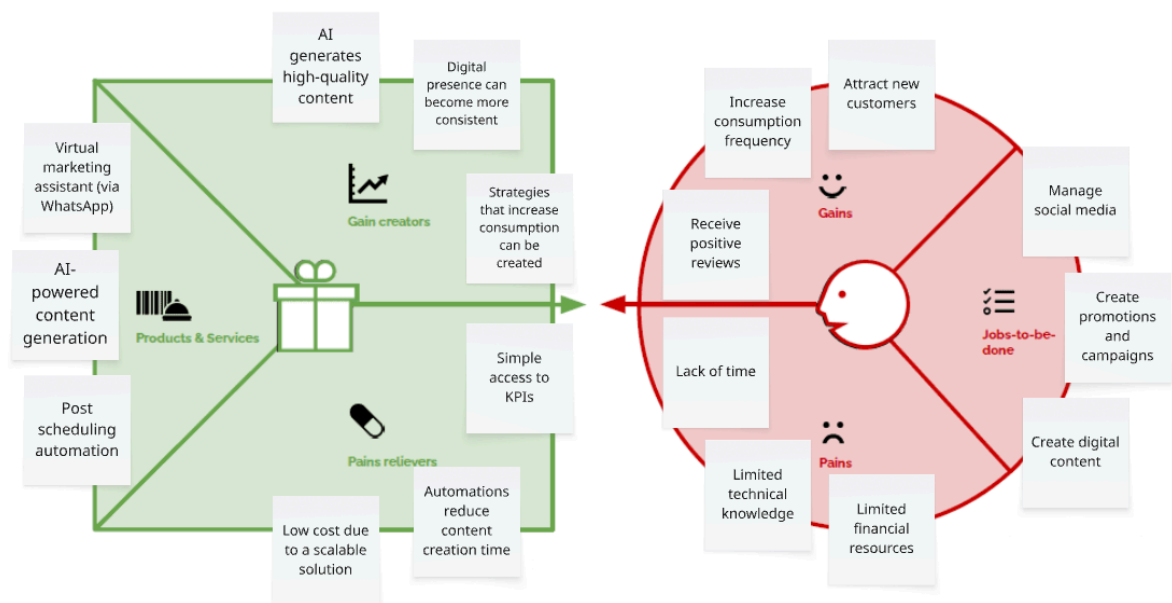 AI
generates
high-quality
content
Digital
presence can
become more
consistent
Virtual
marketing
assistant (via
WhatsApp)
Gain creators
Strategies
that increase
consumption
can be
created
AI-
powered
content
generation
Products & Services
Post
scheduling
automation
Simple
access to
KPIs
Pains relievers
Low cost due
to a scalable
solution
Automations
reduce
content
creation time
Increase
consumption
frequency
Attract new
customers
Gains
Receive
positive
reviews
Manage
social media
Jobs-to-be-
done
Create
promotions
and
campaigns
Lack of time
Pains
Create digital
content
Limited
technical
knowledge
Limited
financial
resources